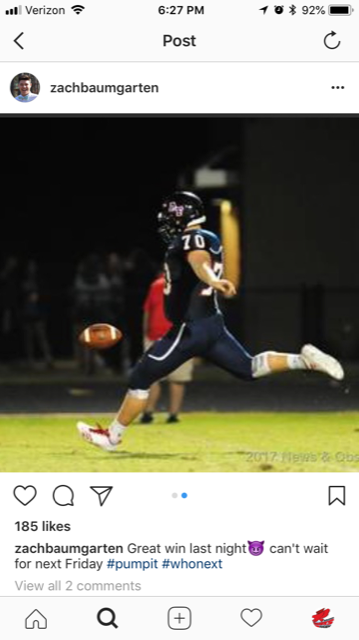 Verizon 6:27 PM 92%
Post
zachbaumgarten
70
2017 News & Obs
185 likes
zachbaumgarten Great win last night😈 can't wait
for next Friday #pumpit #whonext
View all 2 comments